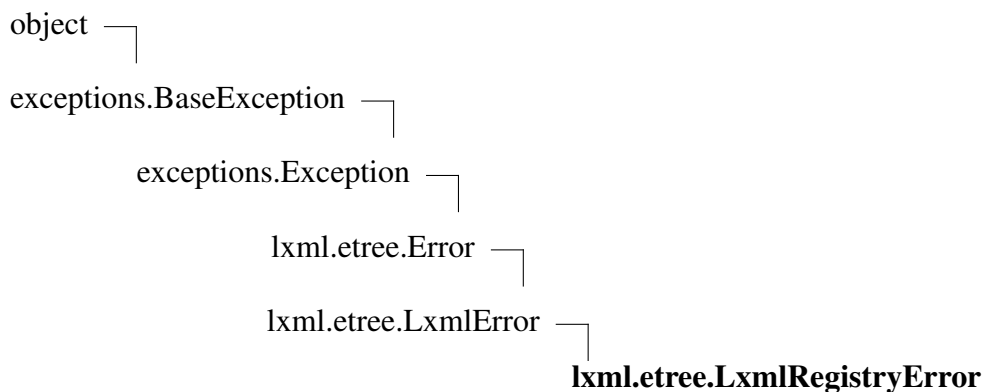 object
exceptions.BaseException
exceptions.Exception
lxml.etree.Error
lxml.etree.LxmlError
lxml.etree.LxmlRegistryError